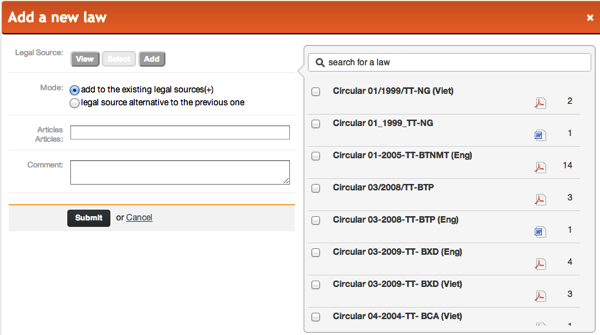 Add a new law
Legal Source:
View
Select
Add
Mode:
add to the existing legal sources(+)
legal source alternative to the previous one
Articles
Articles:
Comment:
Submit or Cancel
search for a law
Circular 01/1999/TT-NG (Viet)
2
Circular 01_1999_TT-NG
1
Circular 01-2005-TT-BTNMT (Eng)
14
Circular 03/2008/TT-BTP
3
Circular 03-2008-TT-BTP (Eng)
1
Circular 03-2009-TT- BXD (Eng)
4
Circular 03-2009-TT- BXD (Viet)
3
Circular 04-2004-TT- BCA (Viet)